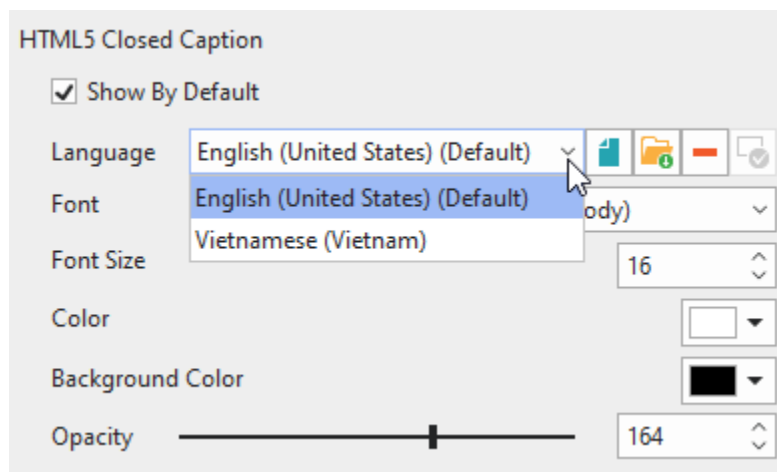 HTML5 Closed Caption
Show By Default
Language English (United States) (Default)
English (United States) (Default)
Font ody)
Vietnamese (Vietnam)
Font Size 16
Color
Background Color
Opacity 164